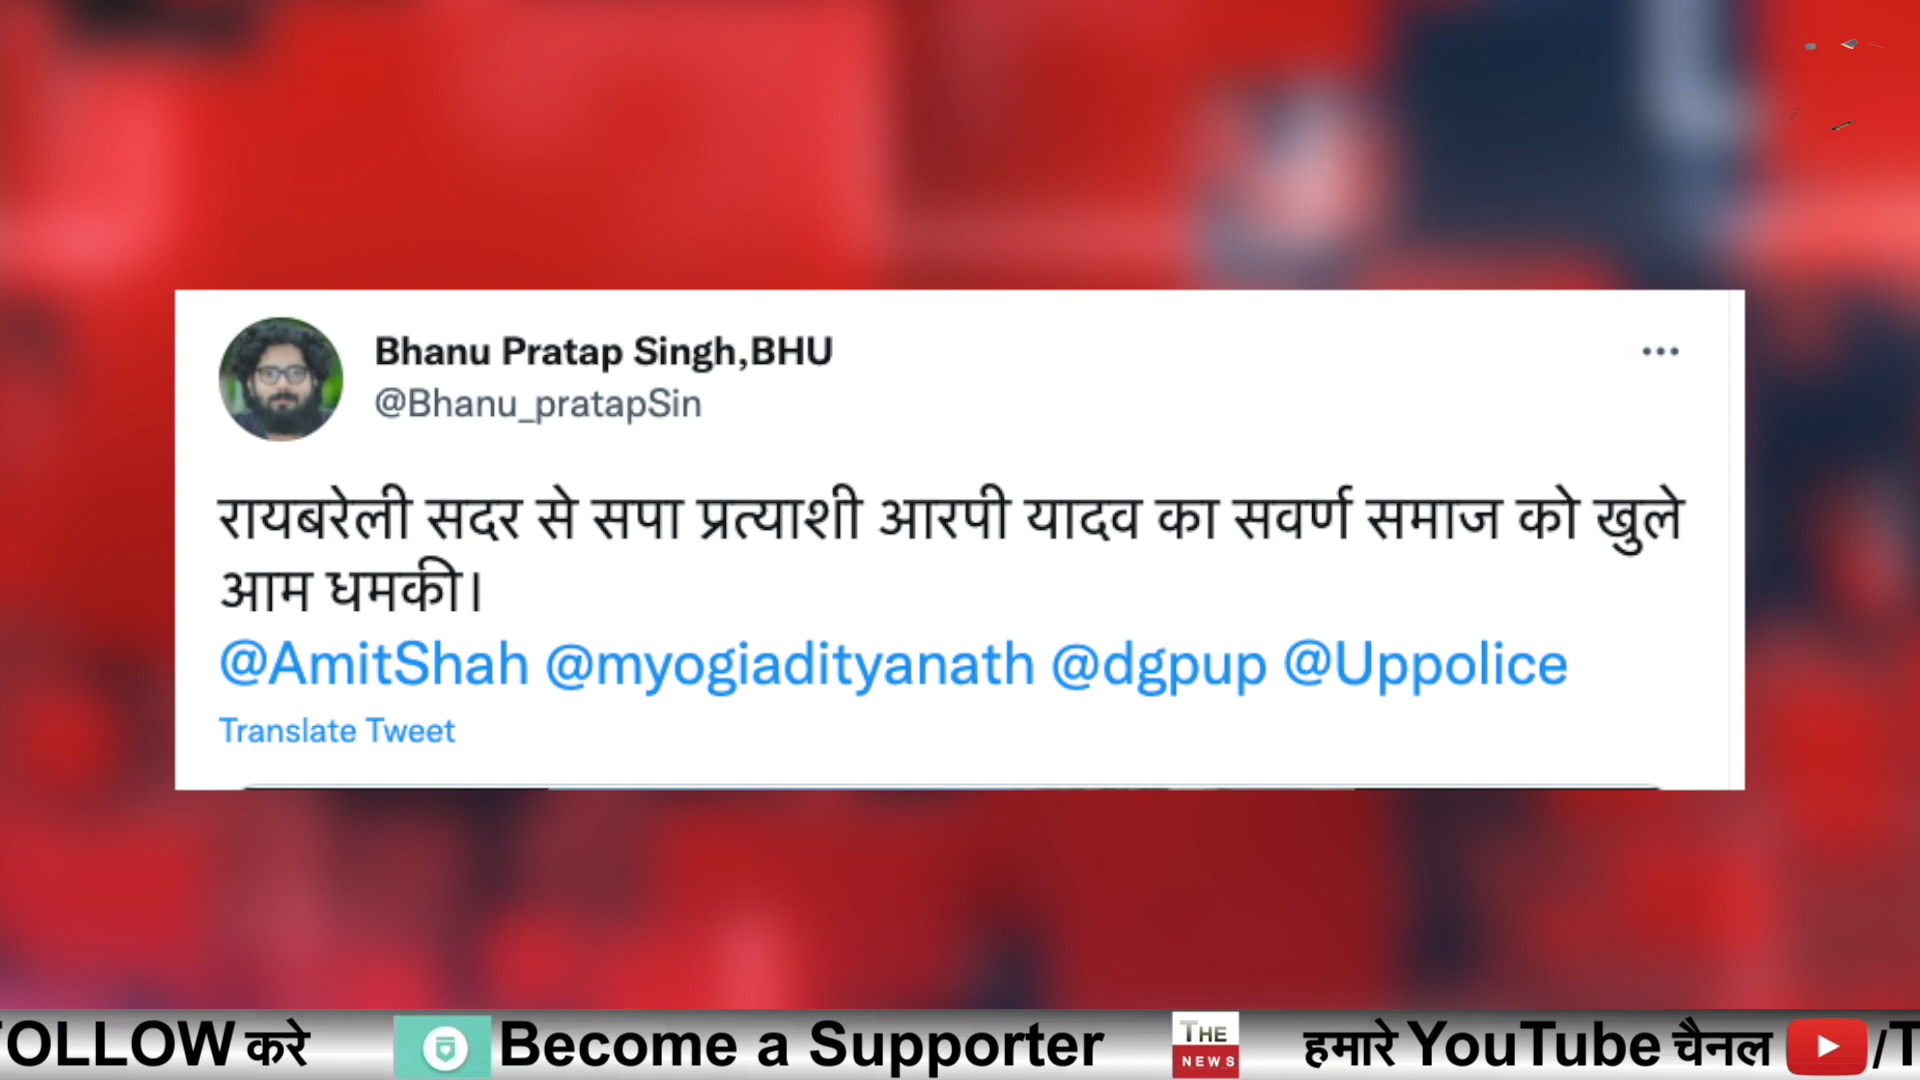 Bhanu Pratap Singh,BHU
@Bhanu_pratapSin
रायबरेली सदर से सपा प्रत्याशी आरपी यादव का सवर्ण समाज को खुले
आम धमकी।
@AmitShah @myogiadityanath @dgpup @Uppolice
Translate Tweet
OLLOW करे Become a Supporter THE NEWS हमारे YouTube चैनल /T